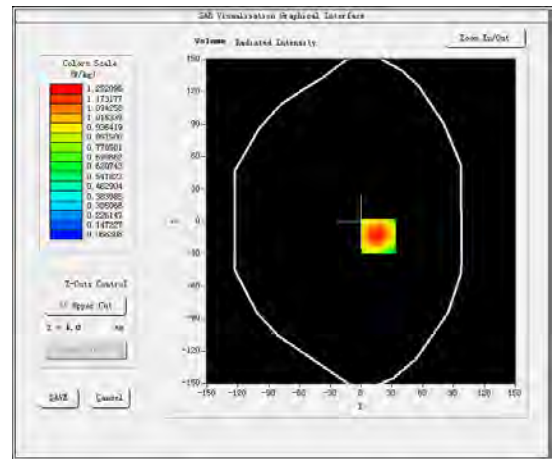 SAR Visualisation Graphical Interface
Volume Radiated Intensity
Zoom In/Out
Colors Scale
(W/kg)
1.252096
1.173177
1.094258
1.015339
0.936419
0.857500
0.778581
0.699662
0.620743
0.541823
0.462904
0.383985
0.305066
0.226147
0.147227
0.068308
150
90
60
30
0
-30
-60
-90
-120
-150
-150 -120 -90 -60 -30 0 30 60 90 120 150
X
Z-Cuts Control
Upper Cut
Z = 4.0 mm
SAVE
Cancel